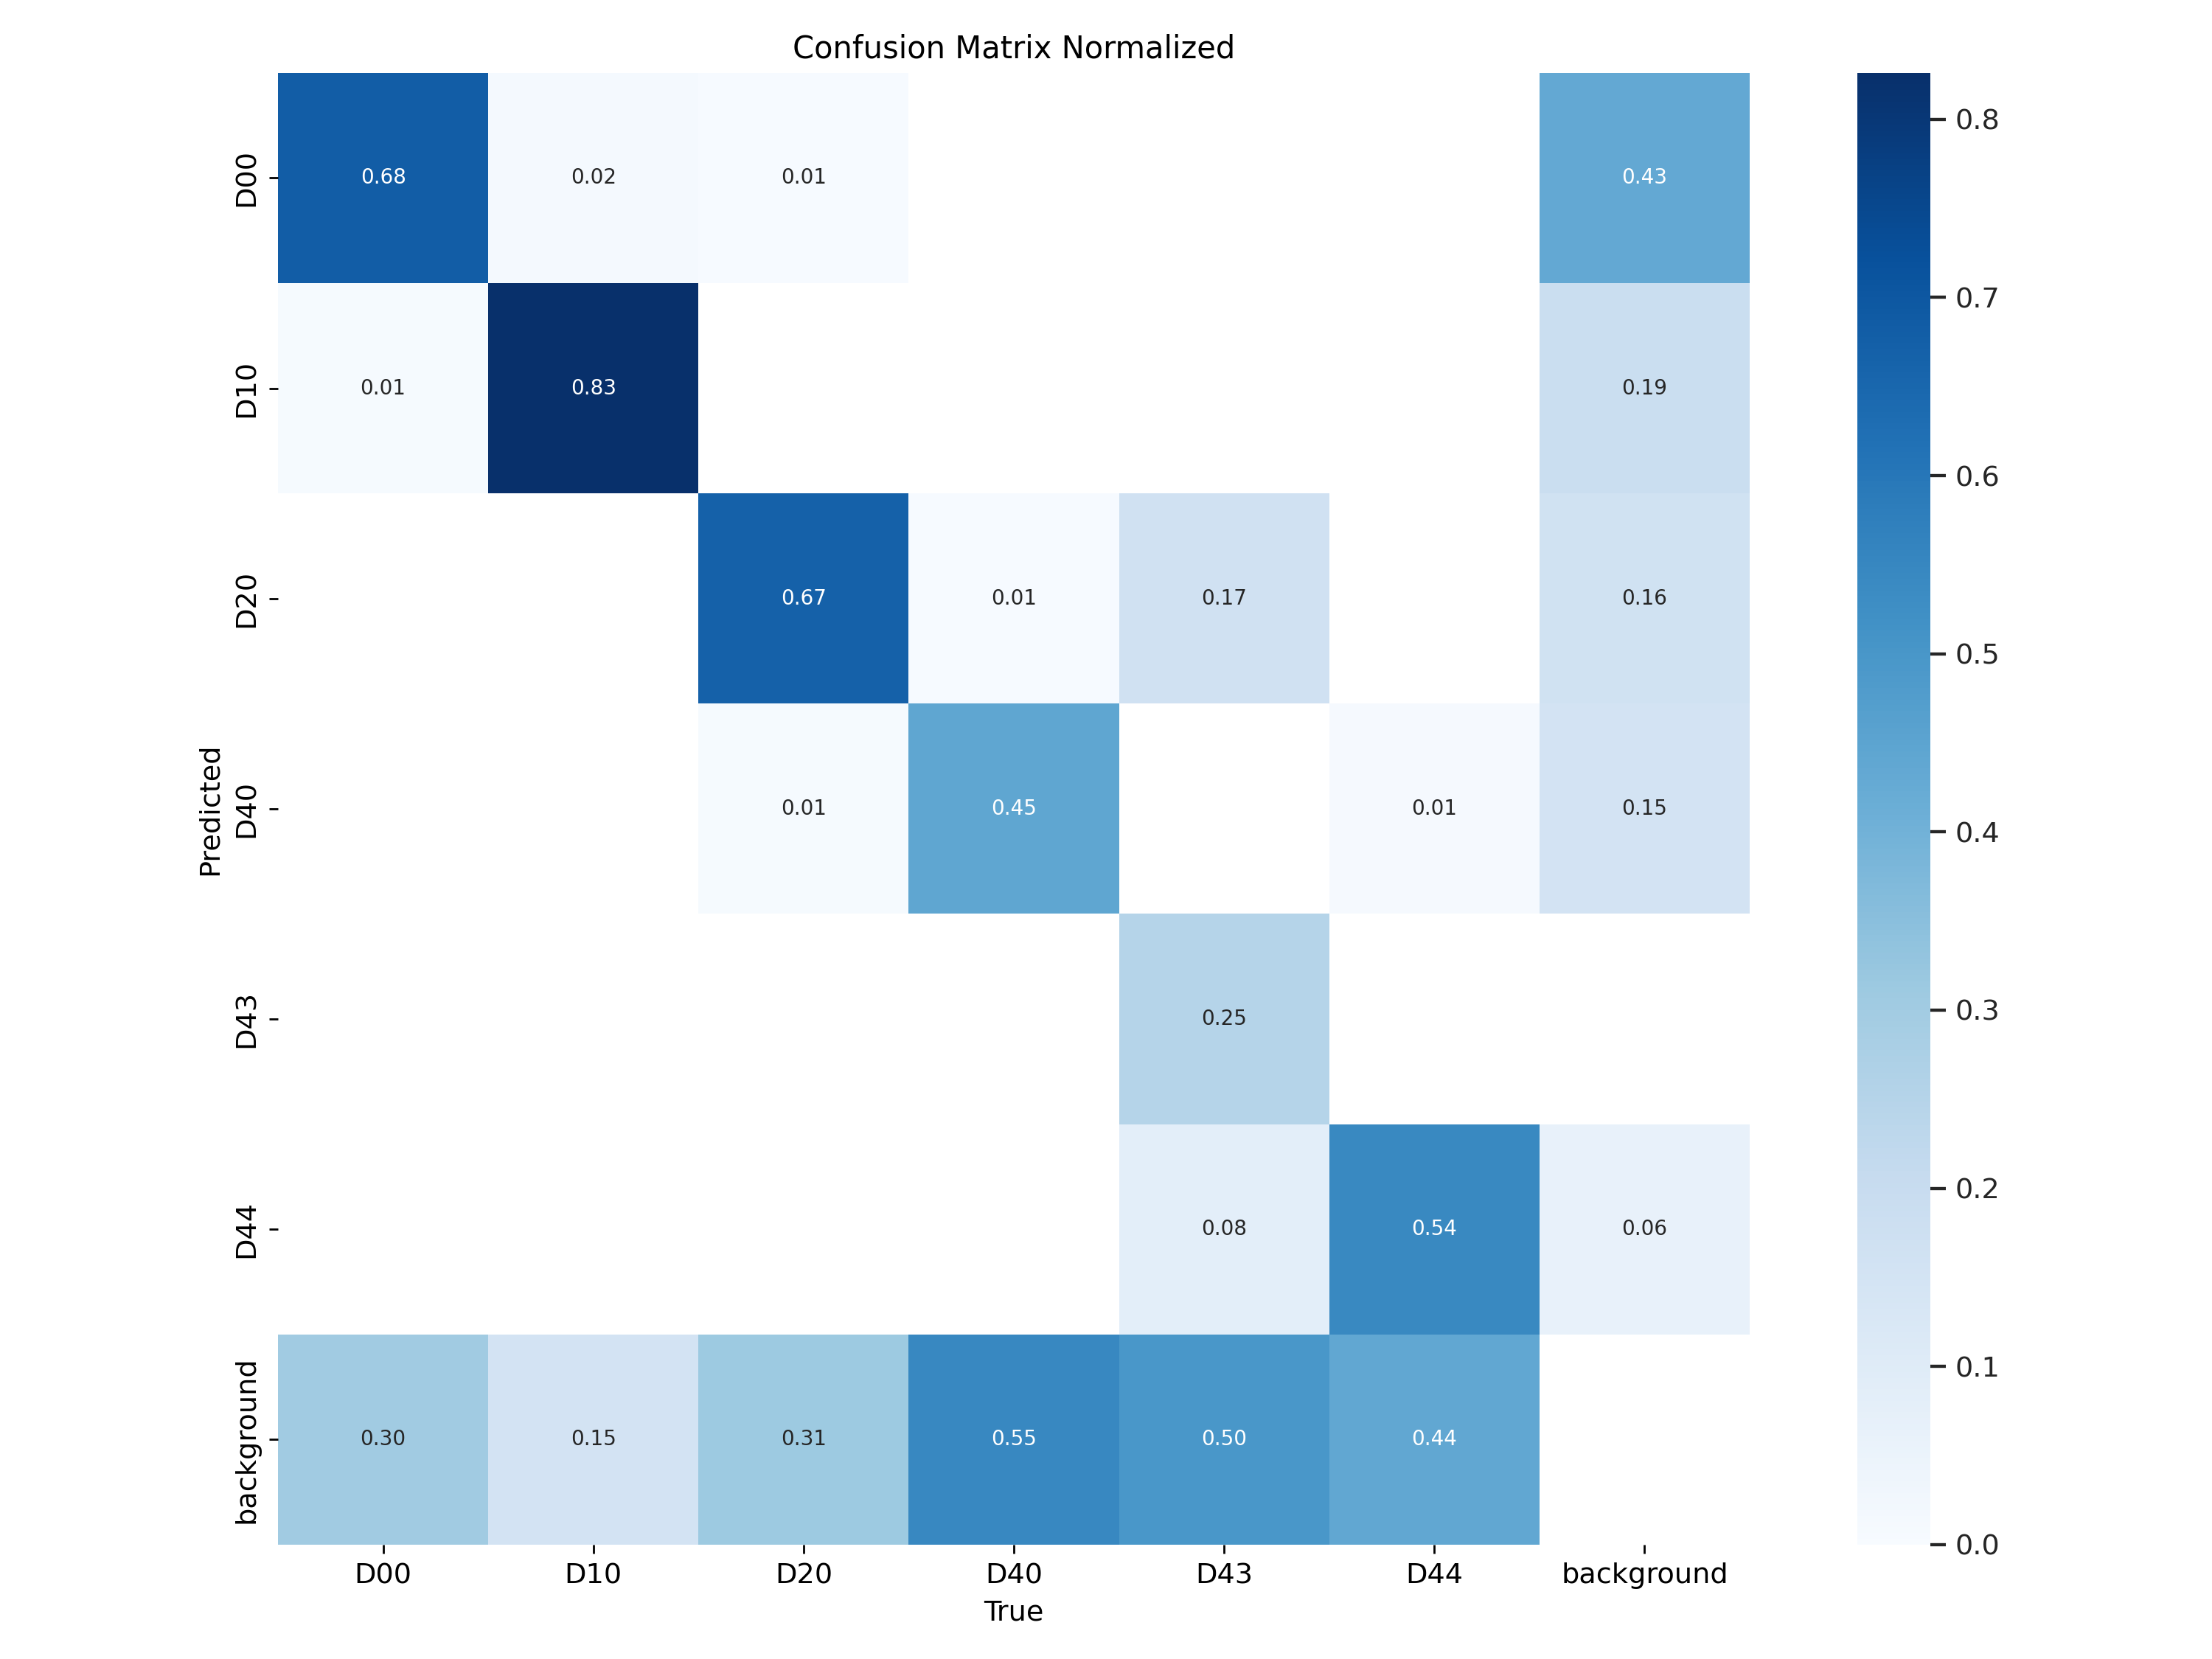 Confusion Matrix Normalized
D00 0.68 0.02 0.01 0.43
D10 0.01 0.83 0.19
D20 0.67 0.01 0.17 0.16
D40 0.01 0.45 0.01 0.15
D43 0.25
D44 0.08 0.54 0.06
background 0.30 0.15 0.31 0.55 0.50 0.44
Predicted
D00 D10 D20 D40 D43 D44 background
True
0.8
0.7
0.6
0.5
0.4
0.3
0.2
0.1
0.0